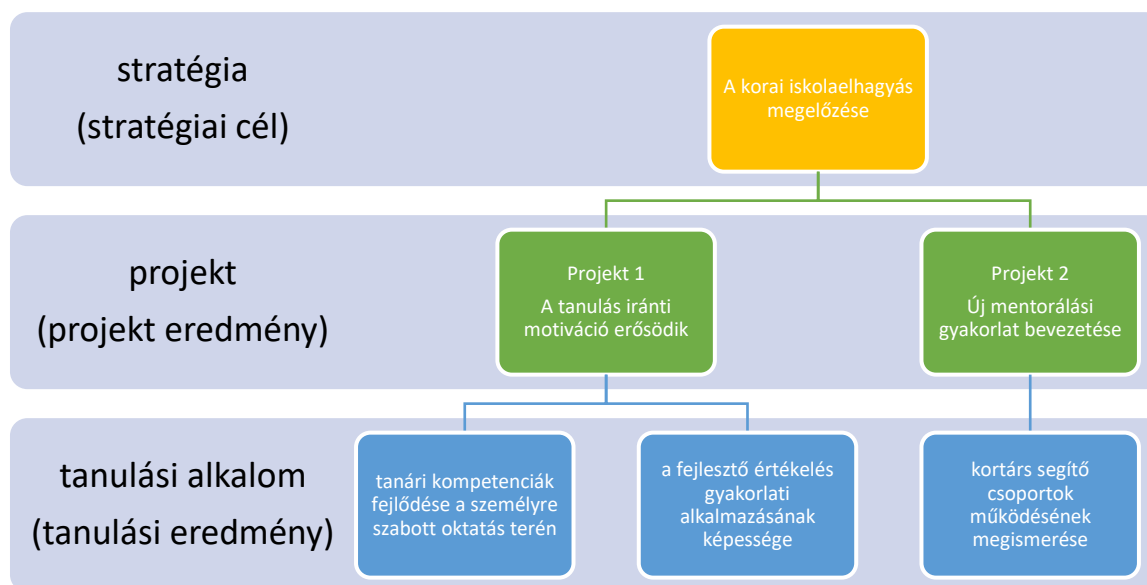 stratégia
(stratégiai cél)
A korai iskolaelhagyás
megelőzése
projekt
(projekt eredmény)
Projekt 1
A tanulás iránti
motiváció erősödik
Projekt 2
Új mentorálási
gyakorlat bevezetése
tanulási alkalom
(tanulási eredmény)
tanári kompetenciák
fejlődése a személyre
szabott oktatás terén
a fejlesztő értékelés
gyakorlati
alkalmazásának
képessége
kortárs segítő
csoportok
működésének
megismerése